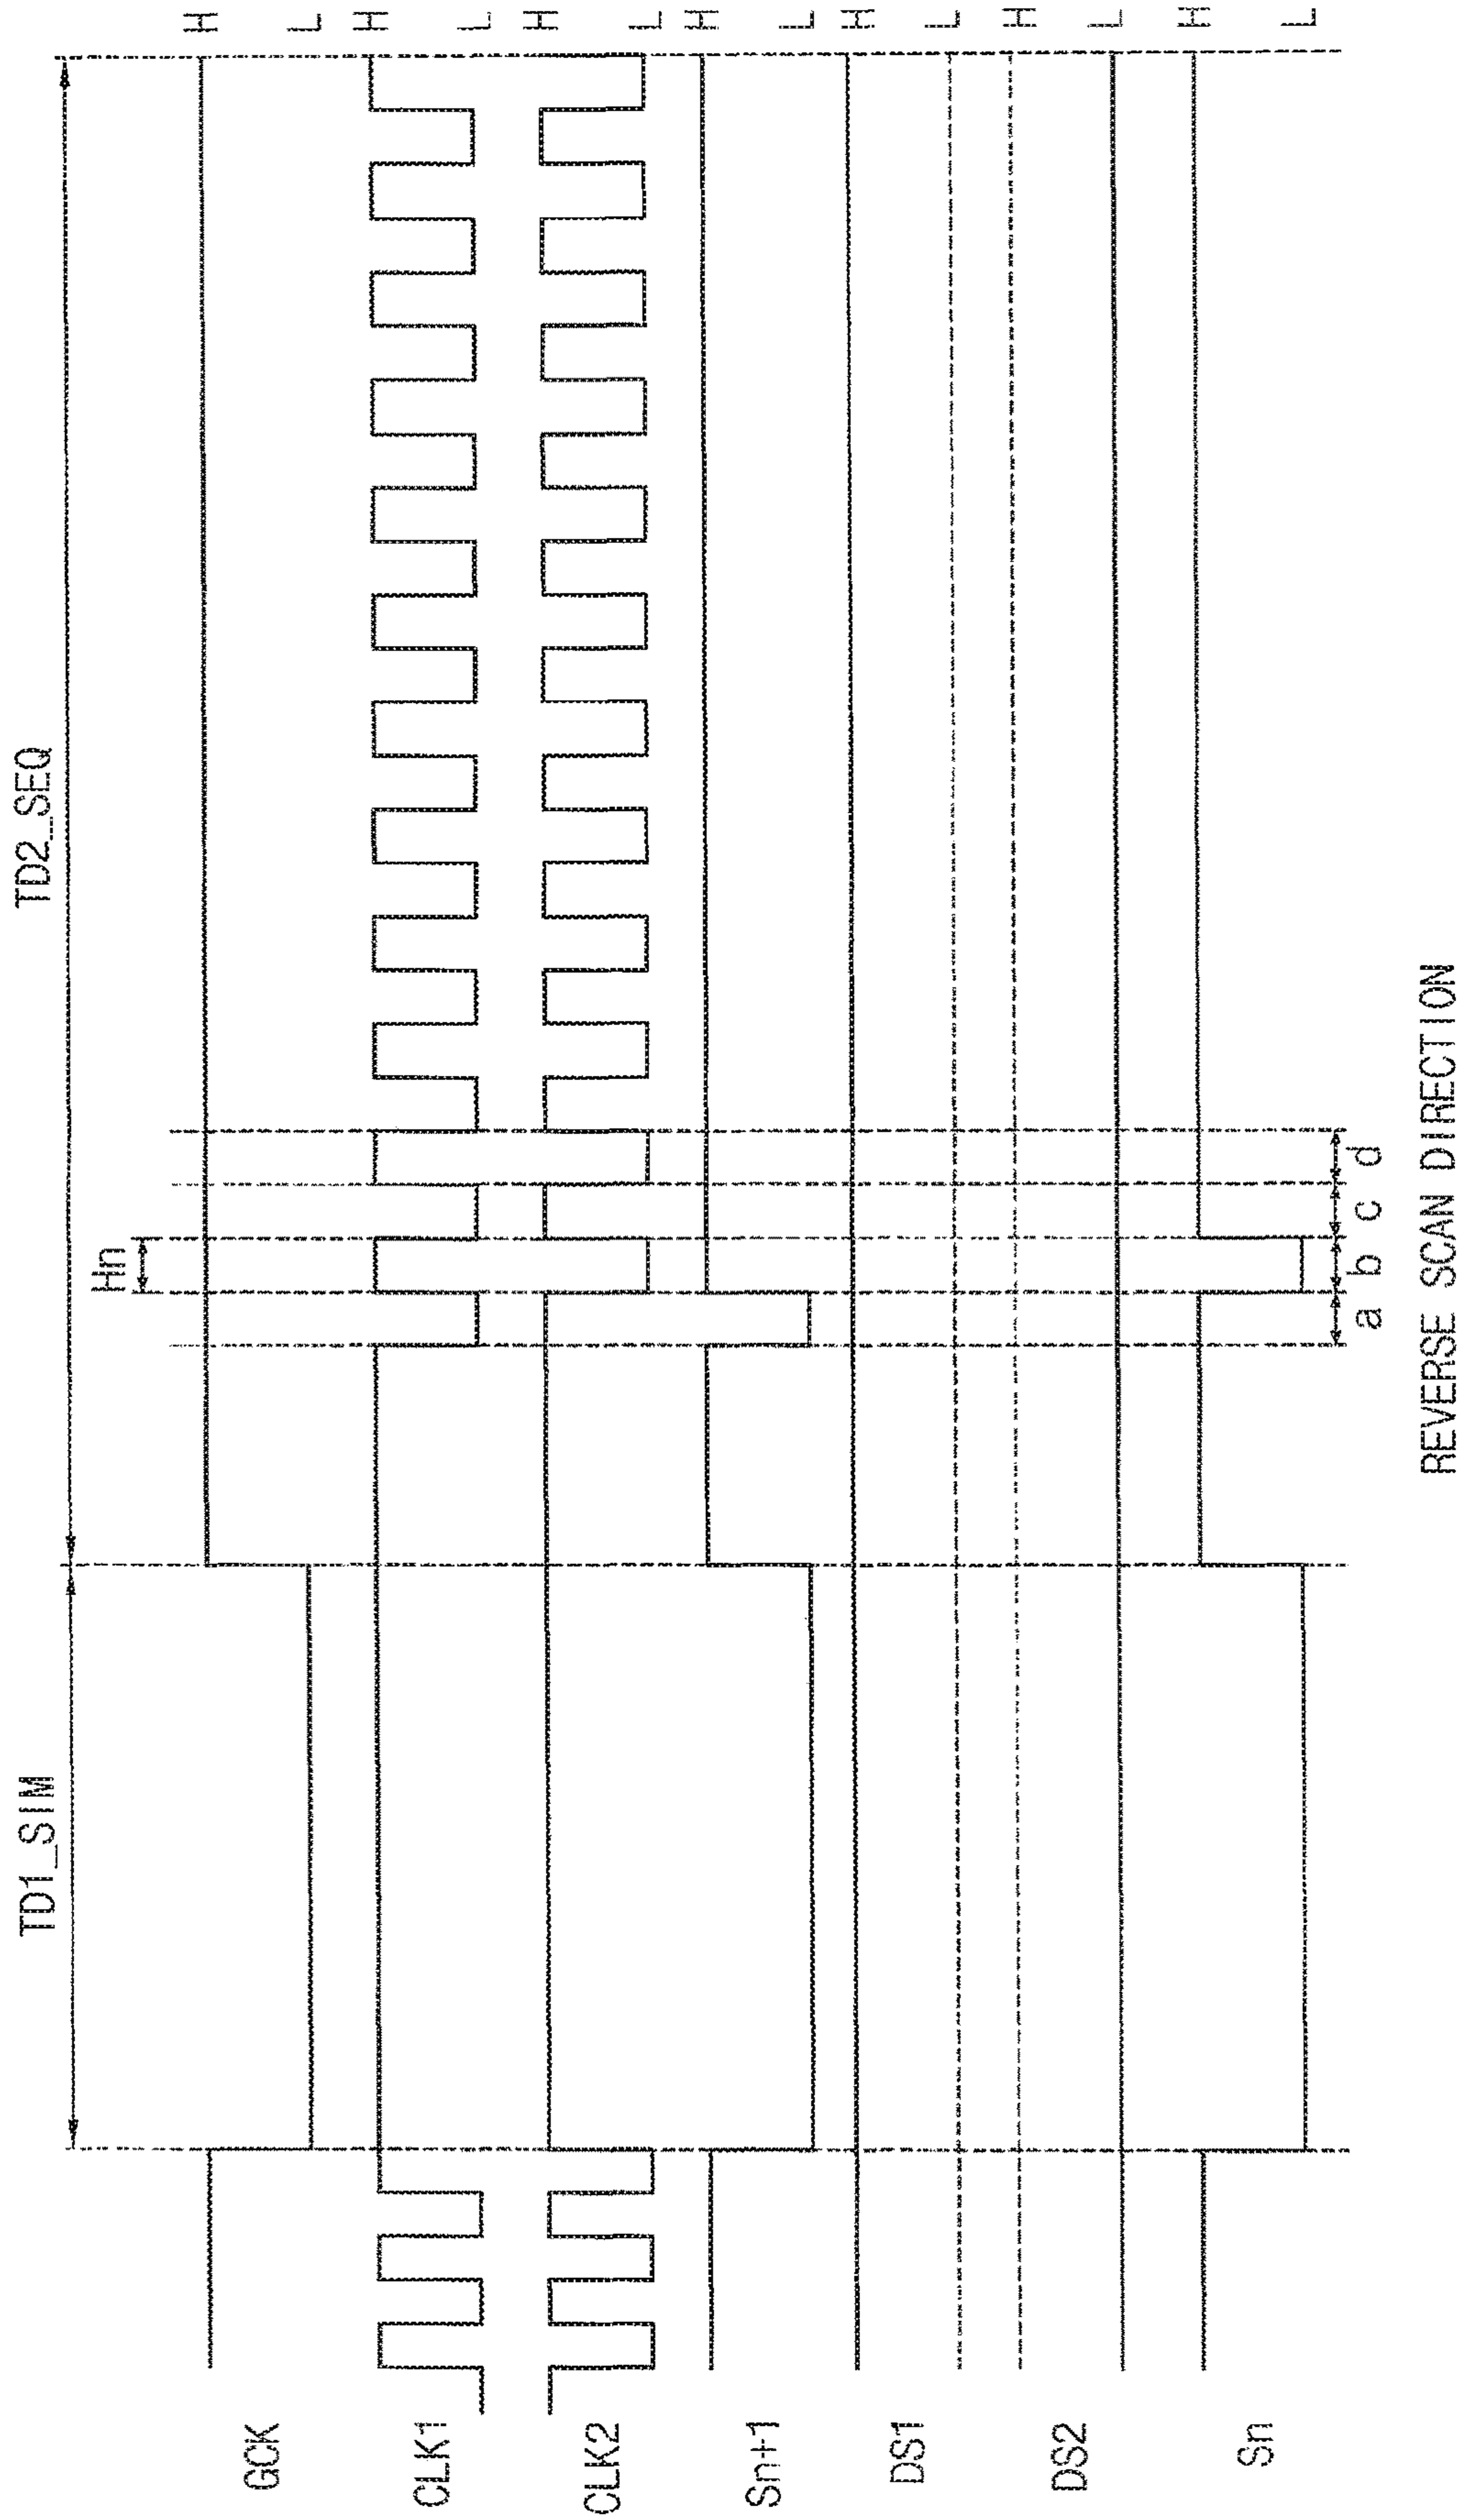 TD1_SIM
TD2_SEQ
Hn
GCK
H
L
CLK1
H
L
CLK2
H
L
Sn+1
H
L
DS1
H
L
DS2
H
L
Sn
H
L
a
b
c
d
REVERSE SCAN DIRECTION